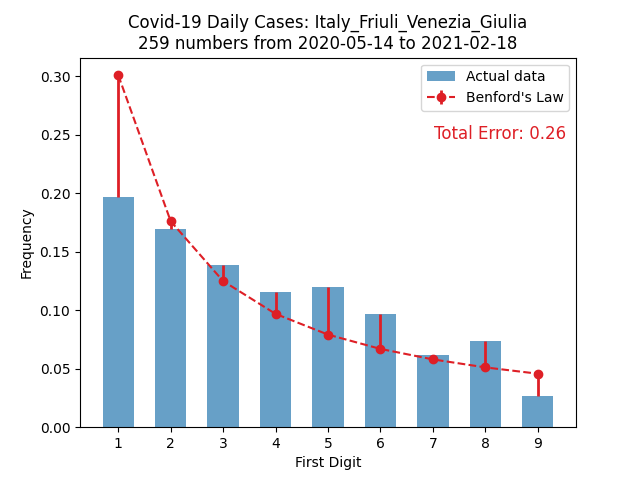 Covid-19 Daily Cases: Italy_Friuli_Venezia_Giulia
259 numbers from 2020-05-14 to 2021-02-18
Actual data
Benford's Law
Total Error: 0.26
Frequency
0.30
0.25
0.20
0.15
0.10
0.05
0.00
1 2 3 4 5 6 7 8 9
First Digit